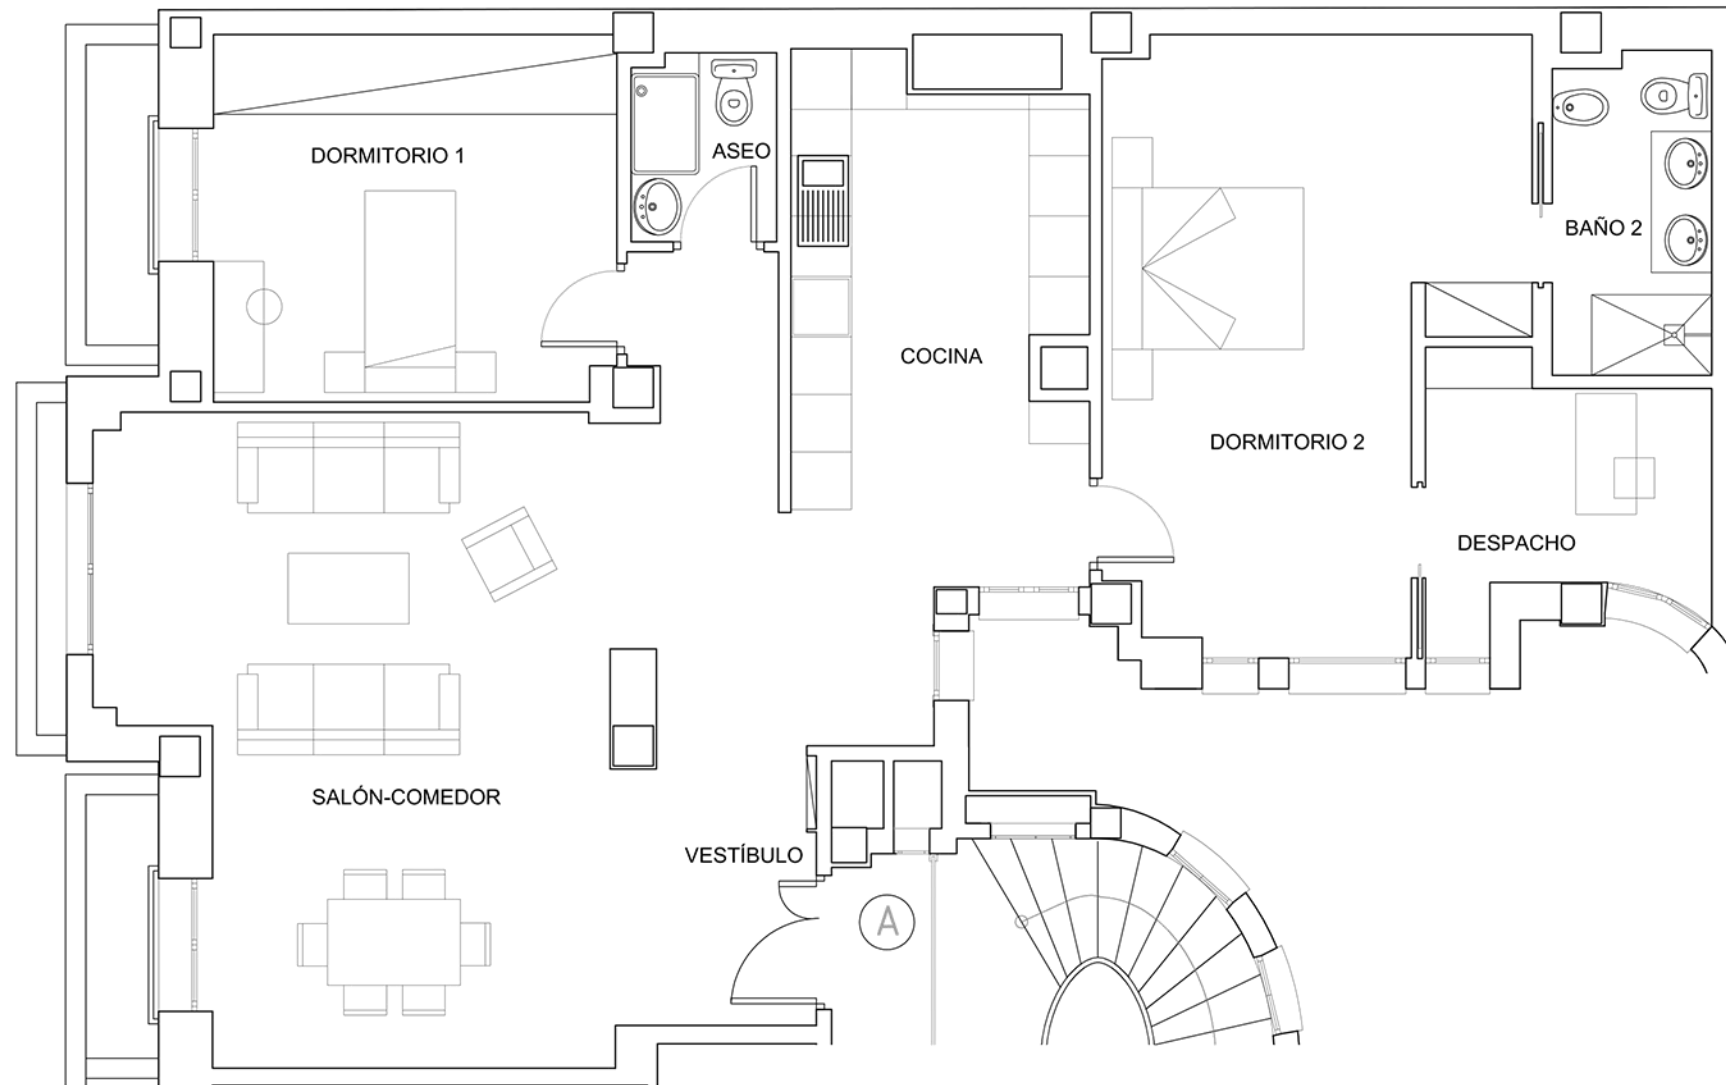 DORMITORIO 1
ASEO
BAÑO 2
COCINA
DORMITORIO 2
DESPACHO
SALÓN-COMEDOR
VESTÍBULO
A